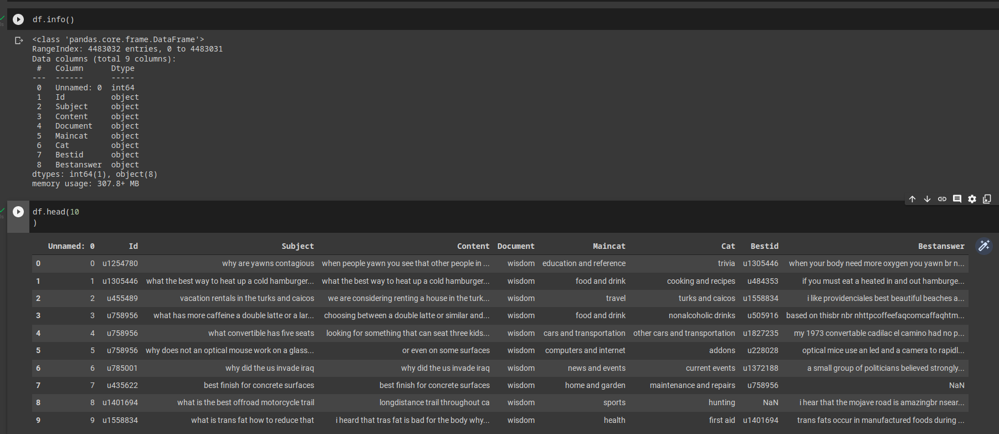 df.info()
<class 'pandas.core.frame.DataFrame'>
RangeIndex: 4483032 entries, 0 to 4483031
Data columns (total 9 columns):
 #   Column      Dtype
---  ------      -----
 0   Unnamed: 0  int64
 1   Id          object
 2   Subject     object
 3   Content     object
 4   Document    object
 5   Maincat     object
 6   Cat         object
 7   Bestid      object
 8   Bestanswer  object
dtypes: int64(1), object(8)
memory usage: 307.8+ MB
df.head(10
)
Unnamed: 0 Id Subject Content Document Maincat Cat Bestid Bestanswer
0 0 u1254780 why are yawns contagious when people yawn you see that other people in ... wisdom education and reference trivia u1305446 when your body need more oxygen you yawn br n...
1 1 u1305446 what the best way to heat up a cold hamburger... what the best way to heat up a cold hamburger... wisdom food and drink cooking and recipes u484353 if you must eat a heated in and out hamburge...
2 2 u455489 vacation rentals in the turks and caicos we are considering renting a house in the turk... wisdom travel turks and caicos u1558834 i like providenciales best beautiful beaches a...
3 3 u758956 what has more caffeine a double latte or a lar... choosing between a double latte or similar and... wisdom food and drink nonalcoholic drinks u505916 based on thisbr nbr nhttpcoffeefaqcomcaffaqhtm...
4 4 u758956 what convertible has five seats looking for something that can seat three kids... wisdom cars and transportation other cars and transportation u1827235 my 1973 convertable cadilac el camino had no p...
5 5 u758956 why does not an optical mouse work on a glass... or even on some surfaces wisdom computers and internet addons u228028 optical mice use an led and a camera to rapidl...
6 6 u785001 why did the us invade iraq why did the us invade iraq wisdom news and events current events u1372188 a small group of politicians believed strongly...
7 7 u435622 best finish for concrete surfaces best finish for concrete surfaces wisdom home and garden maintenance and repairs u758956 NaN
8 8 u1401694 what is the best offroad motorcycle trail longdistance trail throughout ca wisdom sports hunting NaN i hear that the mojave road is amazingbr nsear...
9 9 u1558834 what is trans fat how to reduce that i heard that tras fat is bad for the body why... wisdom health first aid u1401694 trans fats occur in manufactured foods during ...